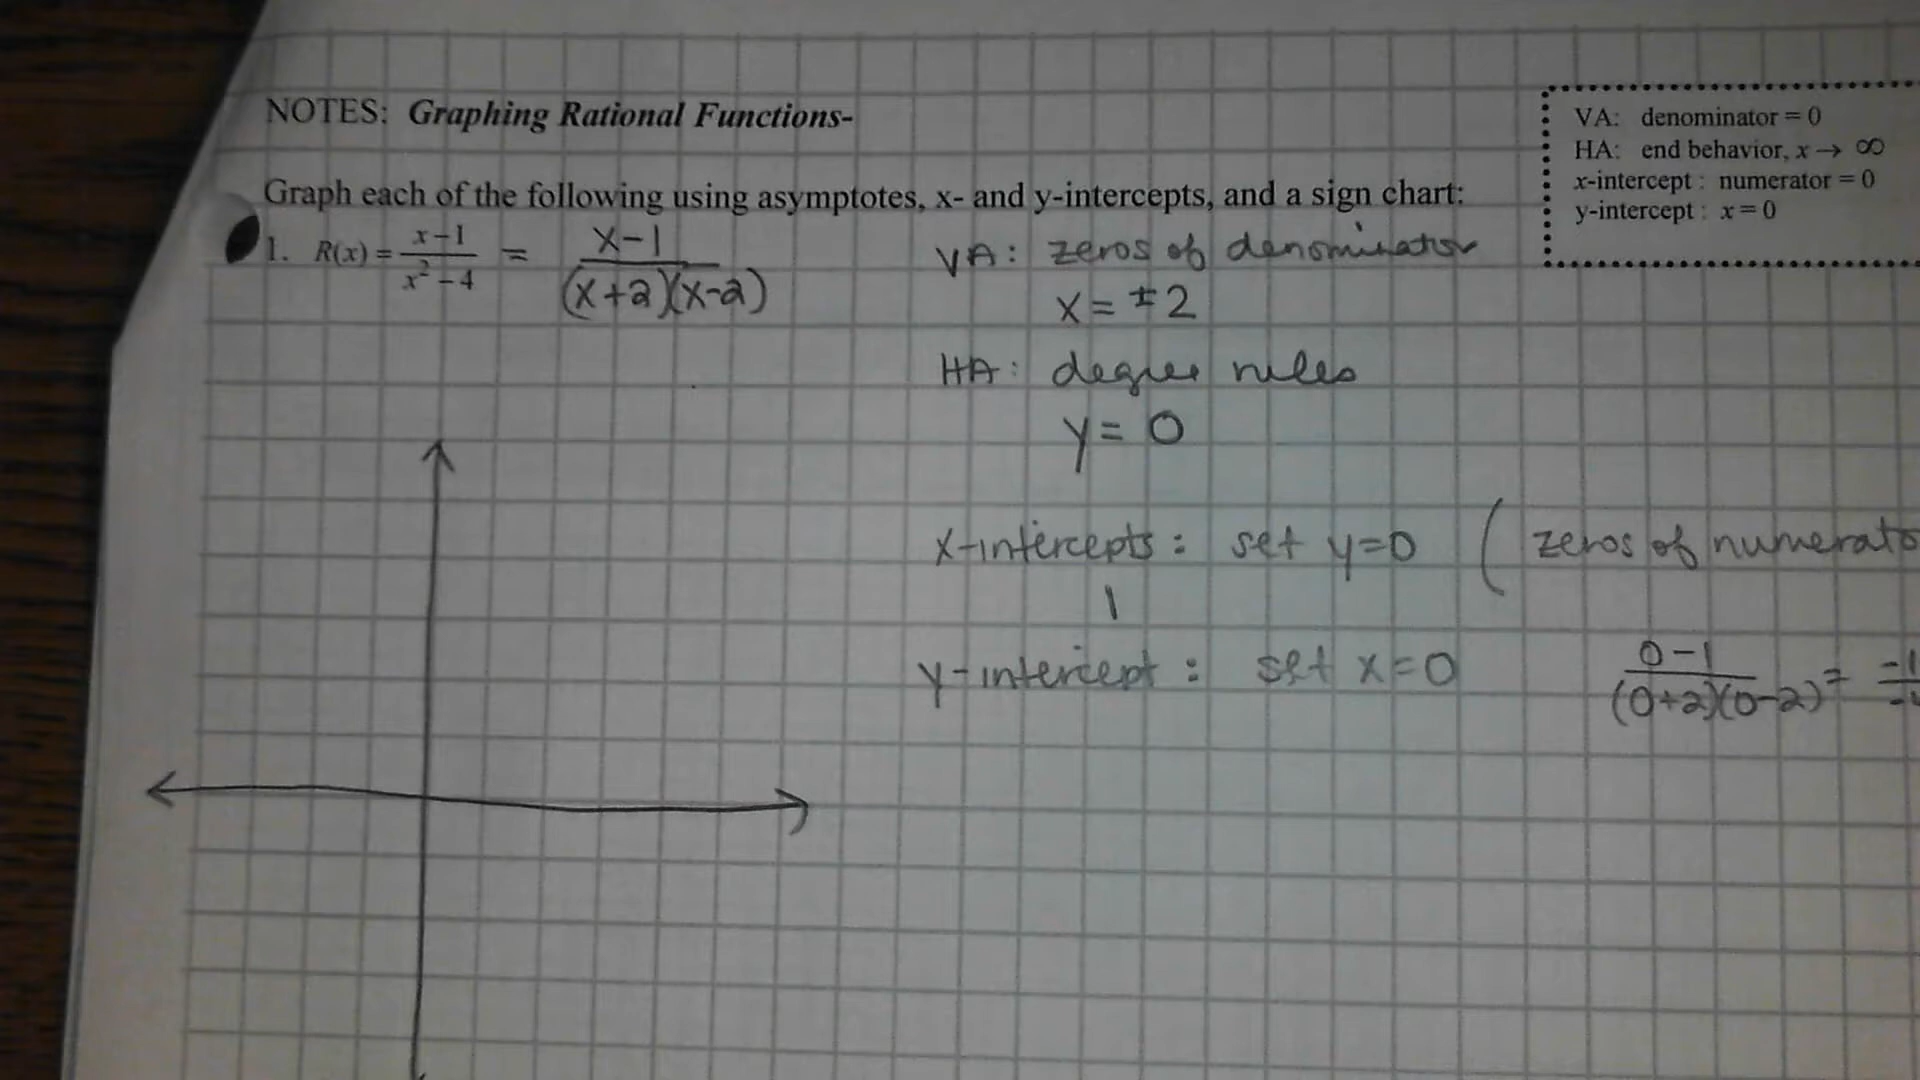 NOTES: Graphing Rational Functions-
VA: denominator = 0
HA: end behavior, x → ∞
x-intercept : numerator = 0
y-intercept : x = 0
Graph each of the following using asymptotes, x- and y-intercepts, and a sign chart:
1. R(x) = (x-1)/(x² - 4) = (x-1)/((x+2)(x-2))
VA: zeros of denominator
x = ±2
HA: degree rules
y = 0
x-intercepts: set y=0 ( zeros of numerato
1
y-intercept: set x=0 (0-1)/((0+2)(0-2)) = -1